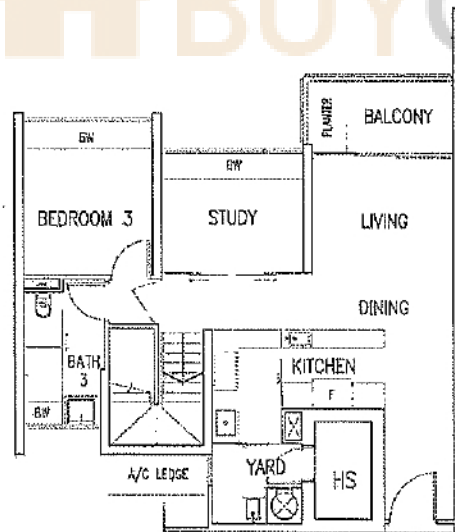 BUY
PLANTER
BALCONY
BW
BW
BEDROOM 3
STUDY
LIVING
DINING
BATH
3
KITCHEN
F
BW
A/C LEDGE
YARD
HS